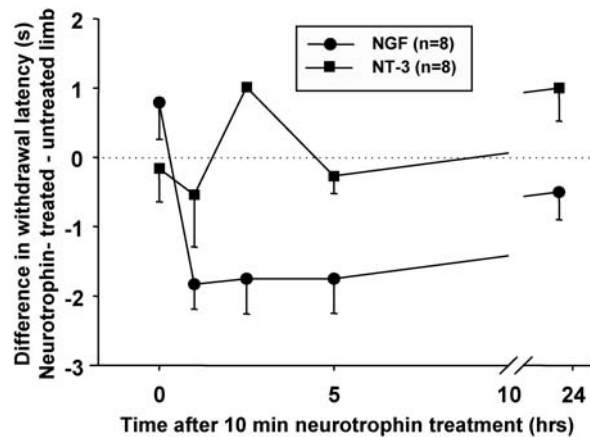 Difference in withdrawal latency (s)
Neurotrophin- treated - untreated limb
2
1
0
-1
-2
-3
NGF (n=8)
NT-3 (n=8)
0
5
10
24
Time after 10 min neurotrophin treatment (hrs)